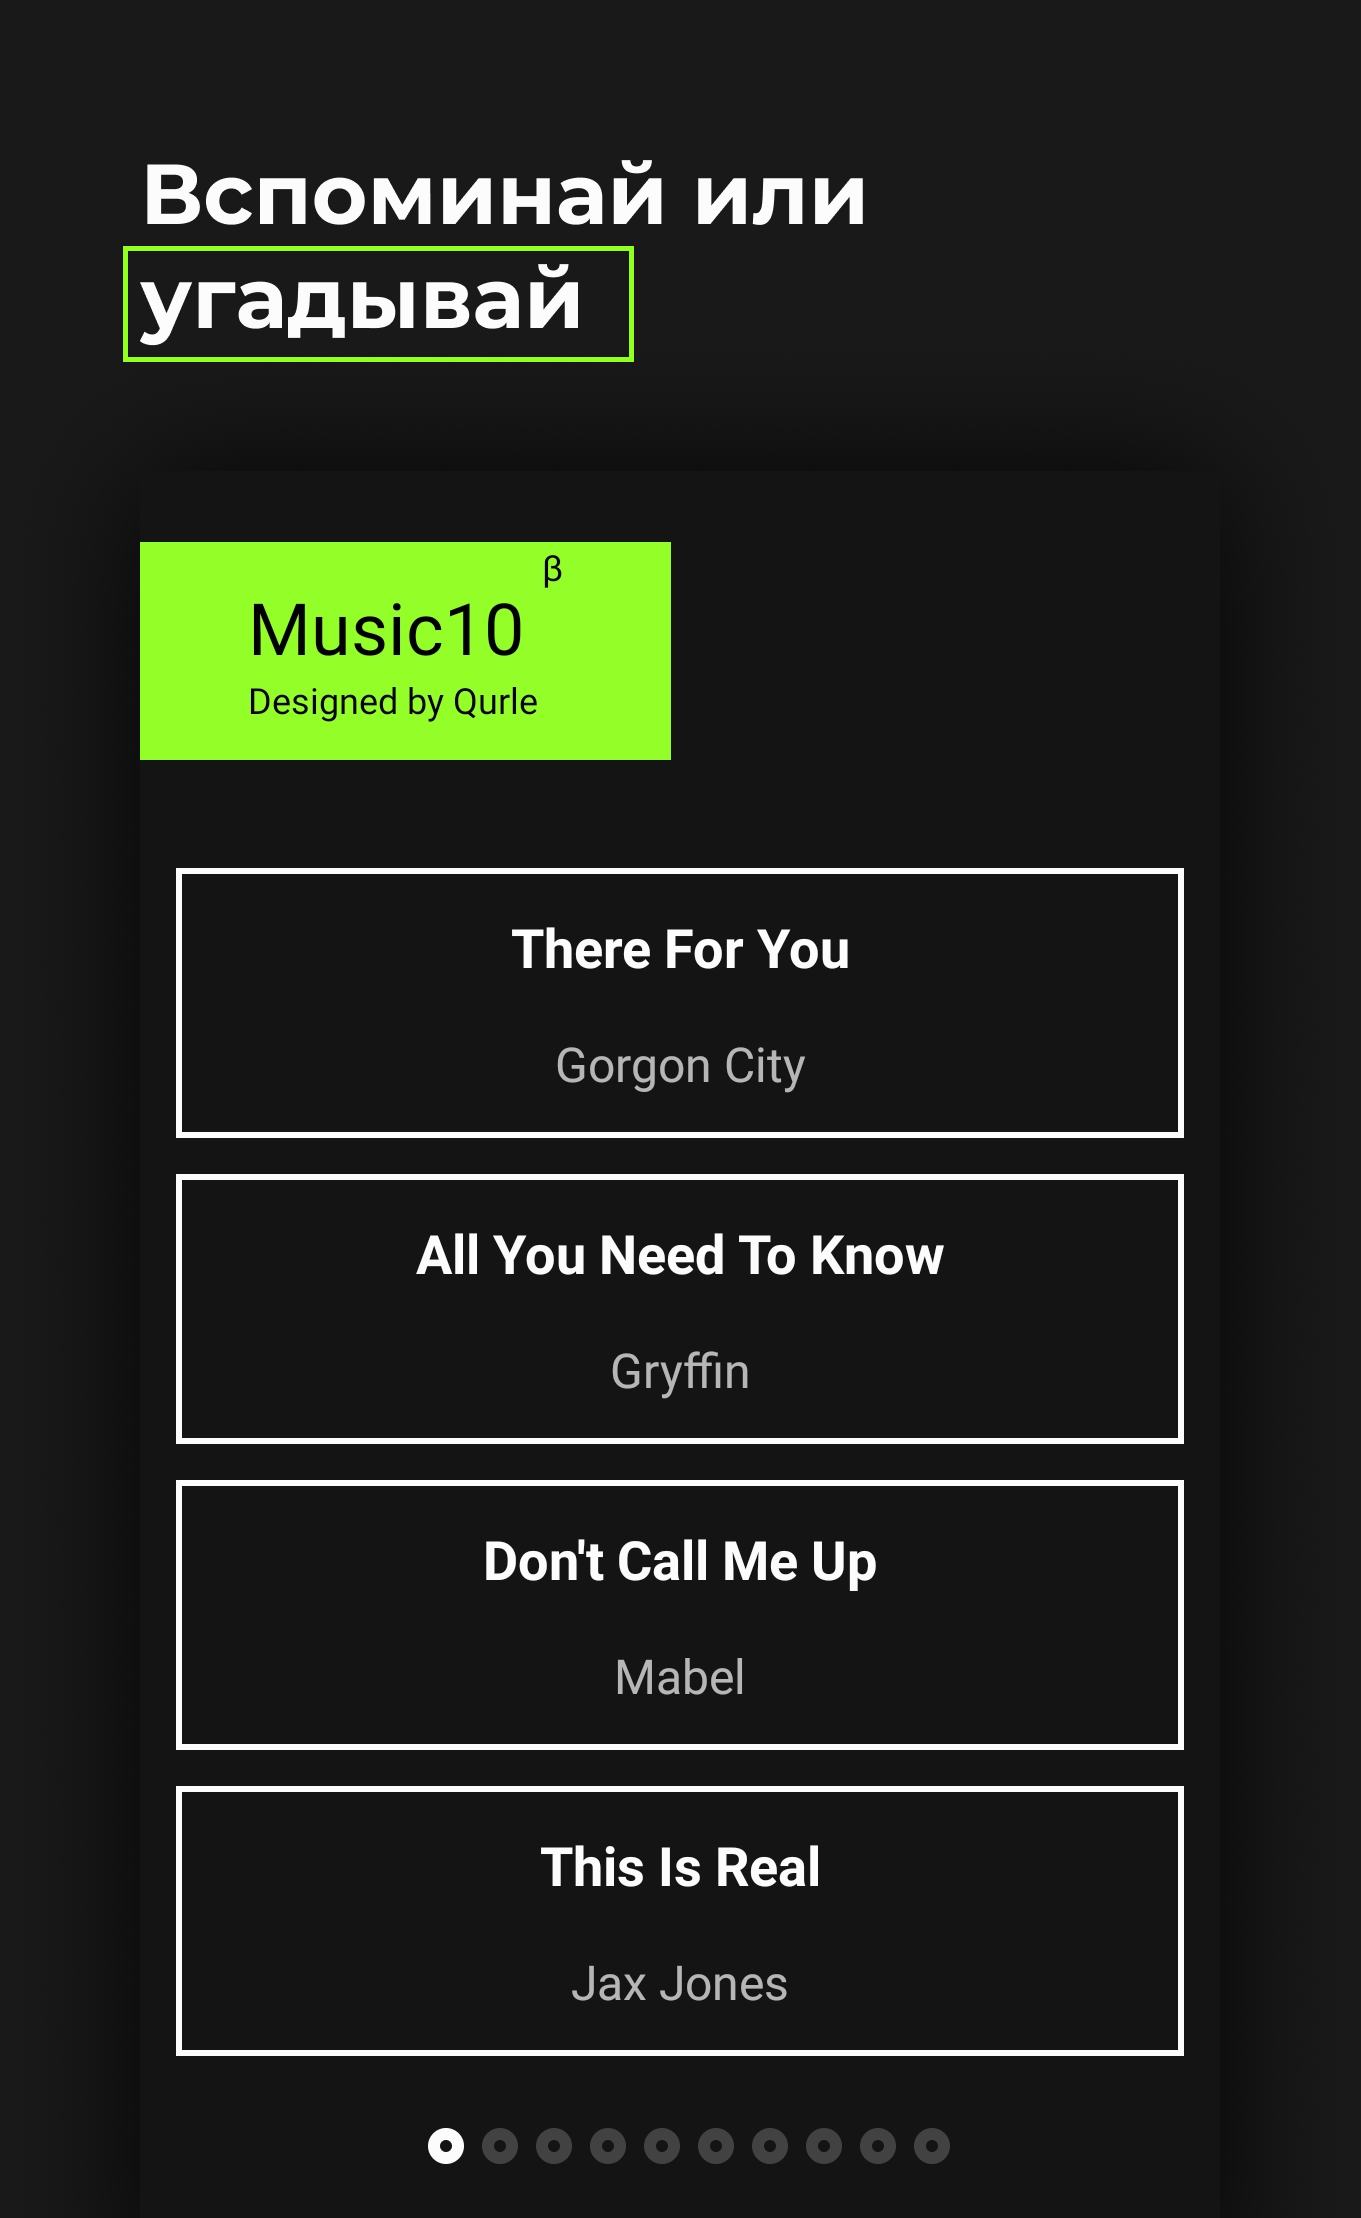 Вспоминай или
угадывай
β
Music10
Designed by Qurle
There For You
Gorgon City
All You Need To Know
Gryffin
Don't Call Me Up
Mabel
This Is Real
Jax Jones